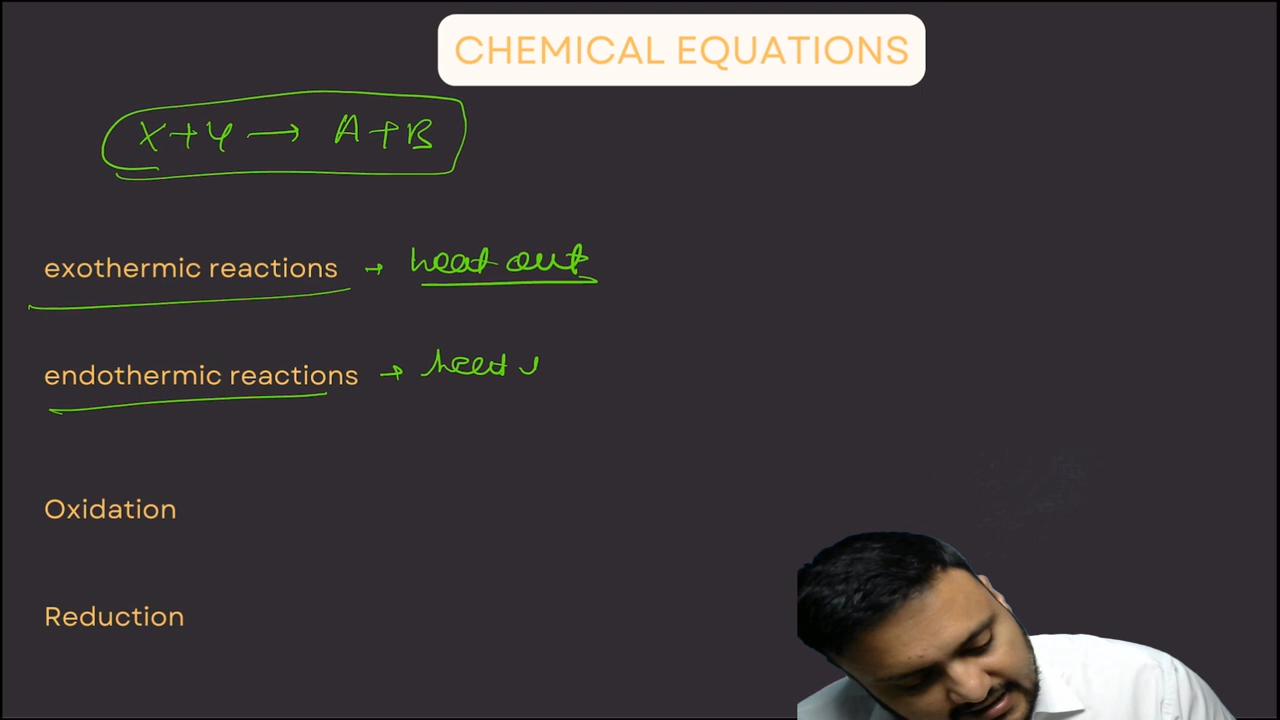 CHEMICAL EQUATIONS
X+Y → A+B
exothermic reactions → heat out
endothermic reactions → heat
Oxidation
Reduction